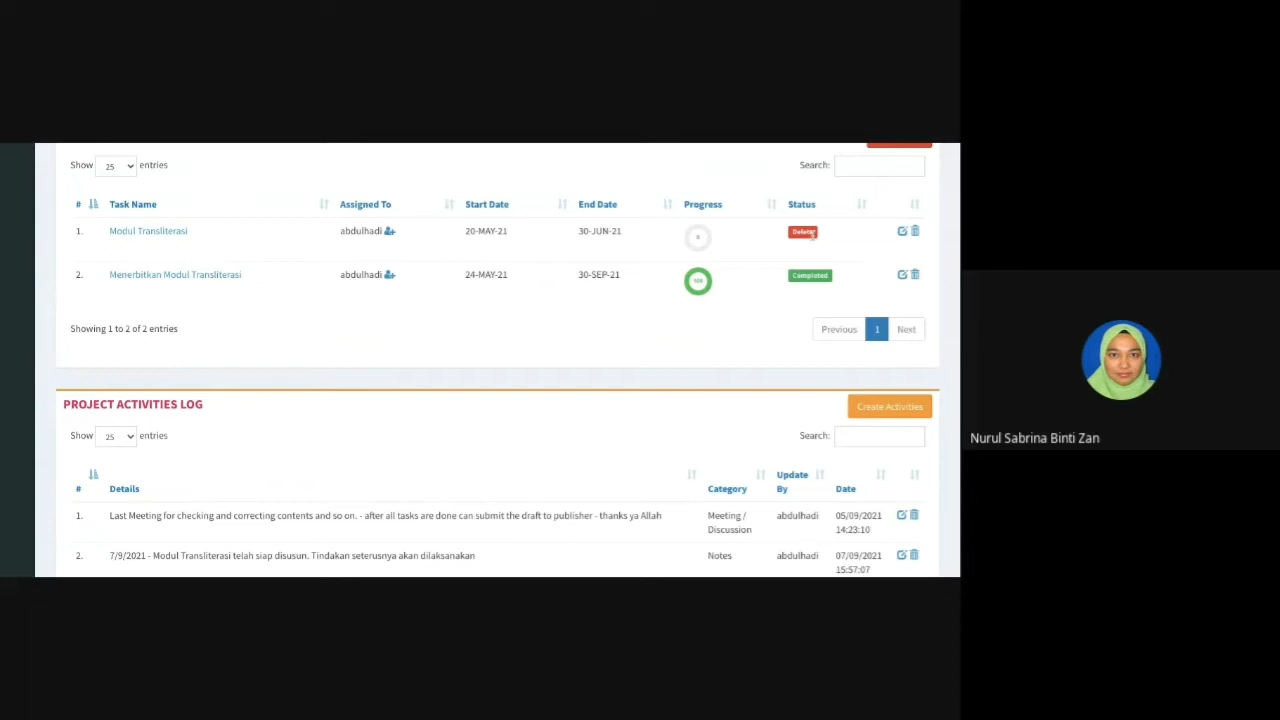 Show 25 entries Search:
# Task Name Assigned To Start Date End Date Progress Status
1. Modul Transliterasi abdulhadi 20-MAY-21 30-JUN-21
2. Menerbitkan Modul Transliterasi abdulhadi 24-MAY-21 30-SEP-21 100 Completed
Showing 1 to 2 of 2 entries Previous 1 Next
PROJECT ACTIVITIES LOG Create Activities
Show 25 entries Search:
# Details Category Update By Date
1. Last Meeting for checking and correcting contents and so on. - after all tasks are done can submit the draft to publisher - thanks ya Allah Meeting / Discussion abdulhadi 05/09/2021 14:23:10
2. 7/9/2021 - Modul Transliterasi telah siap disusun. Tindakan seterusnya akan dilaksanakan Notes abdulhadi 07/09/2021 15:57:07
Nurul Sabrina Binti Zan